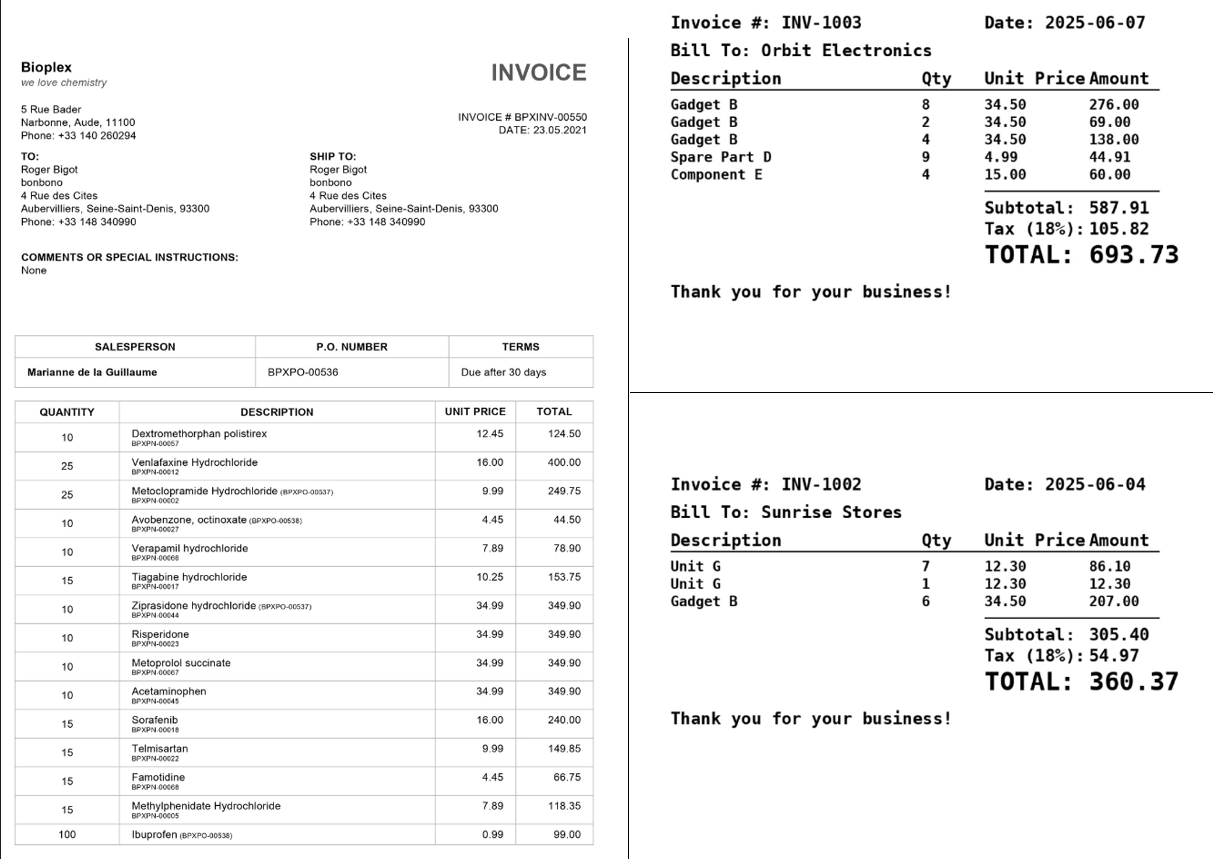 Bioplex
we love chemistry
INVOICE
5 Rue Bader
Narbonne, Aude, 11100
Phone: +33 140 260294
INVOICE # BPXINV-00550
DATE: 23.05.2021
TO:
Roger Bigot
bonbono
4 Rue des Cites
Aubervilliers, Seine-Saint-Denis, 93300
Phone: +33 148 340990
SHIP TO:
Roger Bigot
bonbono
4 Rue des Cites
Aubervilliers, Seine-Saint-Denis, 93300
Phone: +33 148 340990
COMMENTS OR SPECIAL INSTRUCTIONS:
None
SALESPERSON P.O. NUMBER TERMS
Marianne de la Guillaume BPXPO-00536 Due after 30 days
QUANTITY DESCRIPTION UNIT PRICE TOTAL
10 Dextromethorphan polistirex 12.45 124.50
BPXPN-00057
25 Venlafaxine Hydrochloride 16.00 400.00
BPXPN-00012
25 Metoclopramide Hydrochloride (BPXPO-00537) 9.99 249.75
BPXPN-00002
10 Avobenzone, octinoxate (BPXPO-00538) 4.45 44.50
BPXPN-00027
10 Verapamil hydrochloride 7.89 78.90
BPXPN-00066
15 Tiagabine hydrochloride 10.25 153.75
BPXPN-00017
10 Ziprasidone hydrochloride (BPXPO-00537) 34.99 349.90
BPXPN-00044
10 Risperidone 34.99 349.90
BPXPN-00023
10 Metoprolol succinate 34.99 349.90
BPXPN-00067
10 Acetaminophen 34.99 349.90
BPXPN-00045
15 Sorafenib 16.00 240.00
BPXPN-00018
15 Telmisartan 9.99 149.85
BPXPN-00022
15 Famotidine 4.45 66.75
BPXPN-00068
15 Methylphenidate Hydrochloride 7.89 118.35
BPXPN-00005
100 Ibuprofen (BPXPO-00538) 0.99 99.00
Invoice #: INV-1003 Date: 2025-06-07
Bill To: Orbit Electronics
Description Qty Unit Price Amount
Gadget B 8 34.50 276.00
Gadget B 2 34.50 69.00
Gadget B 4 34.50 138.00
Spare Part D 9 4.99 44.91
Component E 4 15.00 60.00
Subtotal: 587.91
Tax (18%): 105.82
TOTAL: 693.73
Thank you for your business!
Invoice #: INV-1002 Date: 2025-06-04
Bill To: Sunrise Stores
Description Qty Unit Price Amount
Unit G 7 12.30 86.10
Unit G 1 12.30 12.30
Gadget B 6 34.50 207.00
Subtotal: 305.40
Tax (18%): 54.97
TOTAL: 360.37
Thank you for your business!